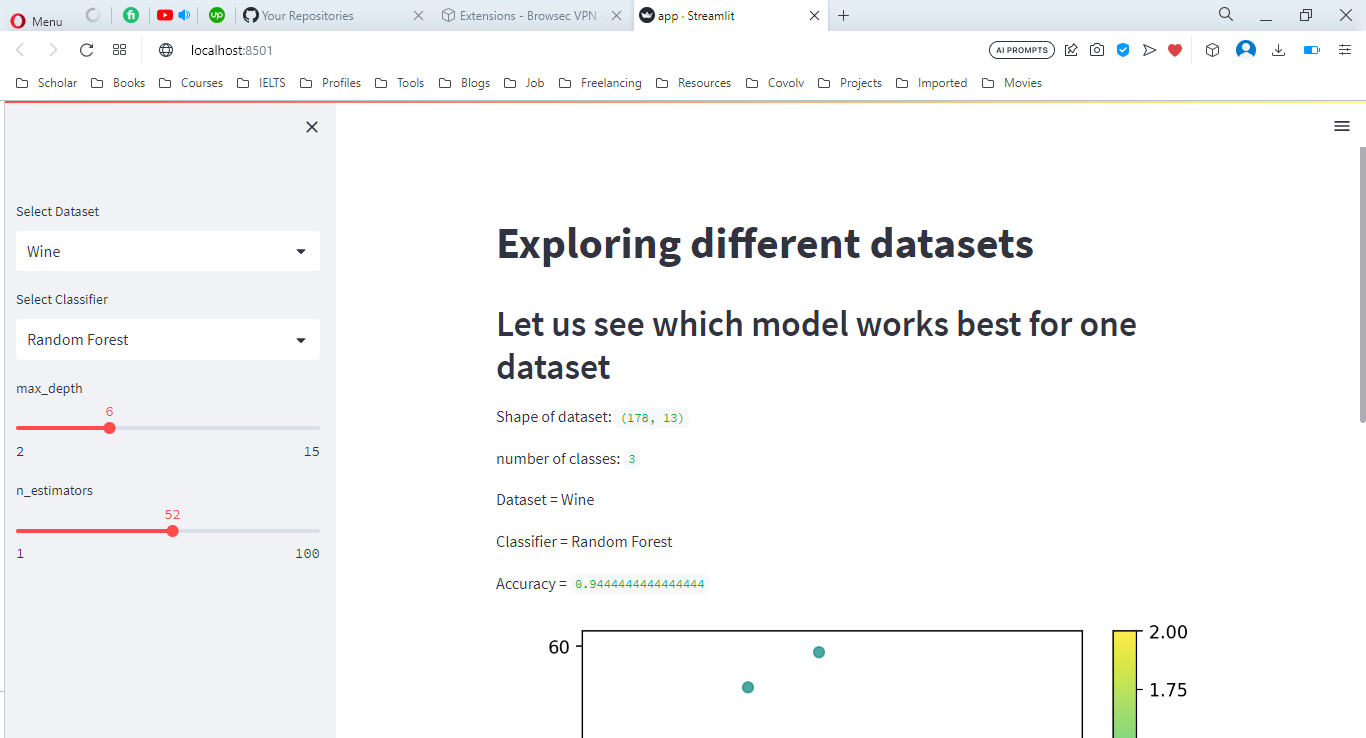 Menu
fi
up
Your Repositories
Extensions - Browsec VPN
app · Streamlit
localhost:8501
AI PROMPTS
Scholar
Books
Courses
IELTS
Profiles
Tools
Blogs
Job
Freelancing
Resources
Covolv
Projects
Imported
Movies
Select Dataset
Wine
Select Classifier
Random Forest
max_depth
6
2 15
n_estimators
52
1 100
Exploring different datasets
Let us see which model works best for one
dataset
Shape of dataset: (178, 13)
number of classes: 3
Dataset = Wine
Classifier = Random Forest
Accuracy = 0.9444444444444444
60
2.00
1.75